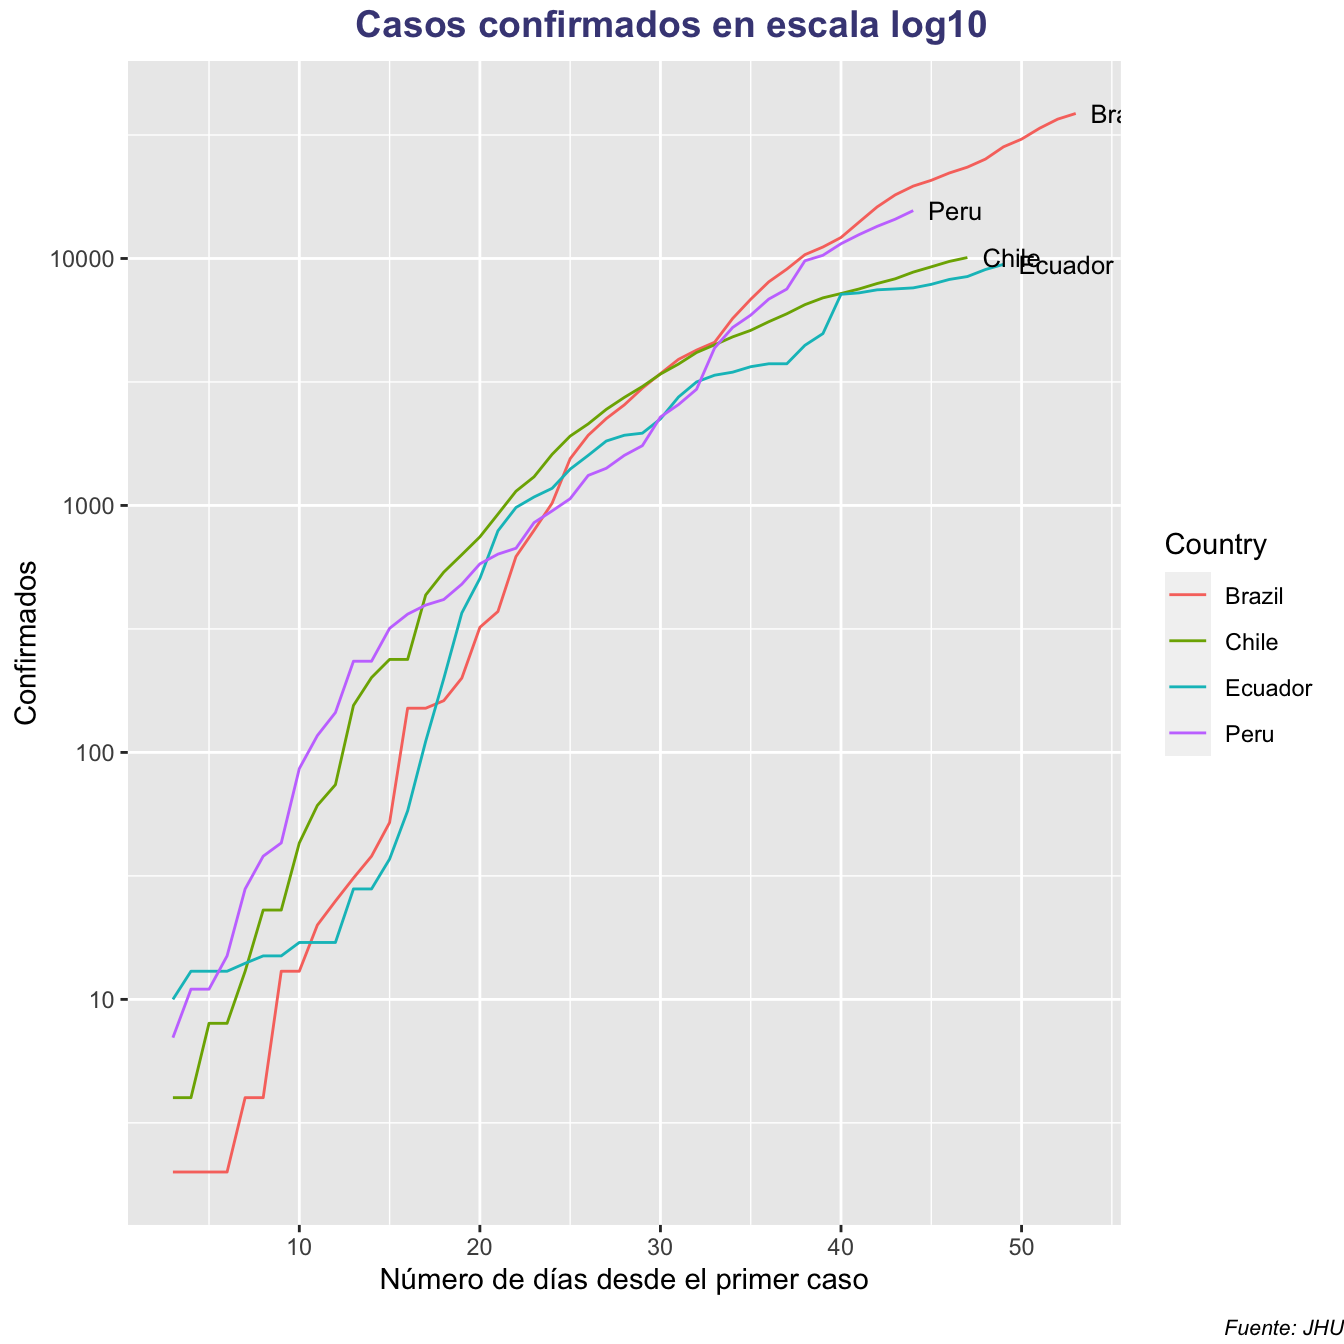 Casos confirmados en escala log10
Confirmados
10000
1000
100
10
Bra
Peru
Chile
Ecuador
10
20
30
40
50
Número de días desde el primer caso
Country
Brazil
Chile
Ecuador
Peru
Fuente: JHU